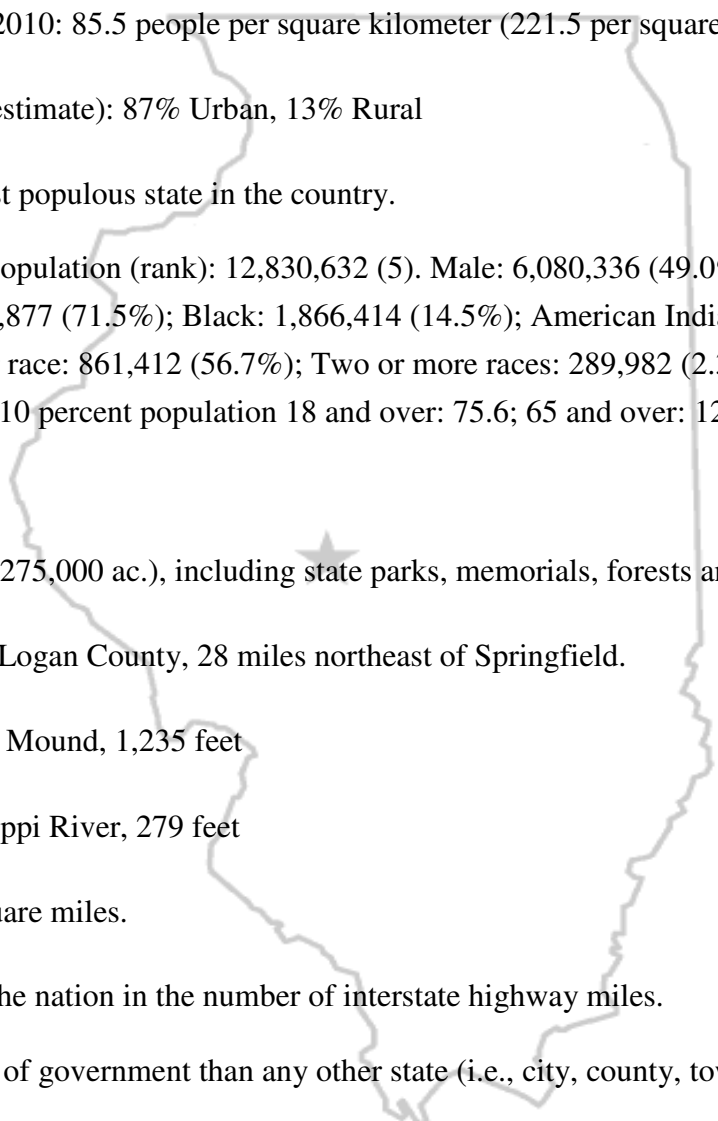 2010: 85.5 people per square kilometer (221.5 per square
estimate): 87% Urban, 13% Rural
st populous state in the country.
opulation (rank): 12,830,632 (5). Male: 6,080,336 (49.0%
,877 (71.5%); Black: 1,866,414 (14.5%); American India
race: 861,412 (56.7%); Two or more races: 289,982 (2.
10 percent population 18 and over: 75.6; 65 and over: 12
275,000 ac.), including state parks, memorials, forests an
Logan County, 28 miles northeast of Springfield.
Mound, 1,235 feet
ppi River, 279 feet
uare miles.
he nation in the number of interstate highway miles.
of government than any other state (i.e., city, county, tow